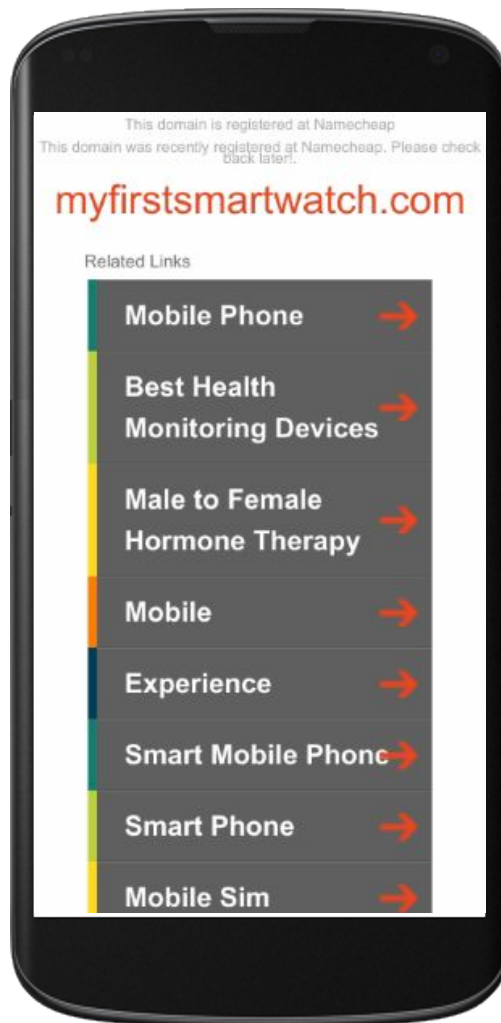 This domain is registered at Namecheap
This domain was recently registered at Namecheap. Please check
back later!.
myfirstsmartwatch.com
Related Links
Mobile Phone
Best Health
Monitoring Devices
Male to Female
Hormone Therapy
Mobile
Experience
Smart Mobile Phone
Smart Phone
Mobile Sim